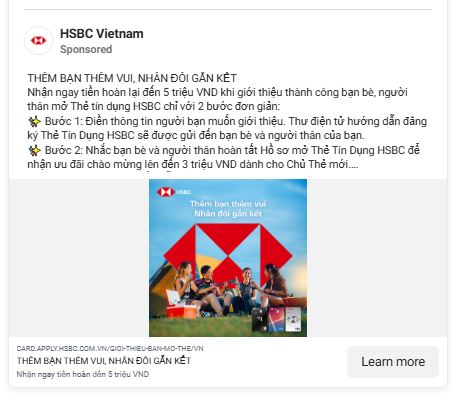 HSBC Vietnam
Sponsored
THÊM BẠN THÊM VUI, NHÂN ĐÔI GẮN KẾT
Nhận ngay tiền hoàn lại đến 5 triệu VND khi giới thiệu thành công bạn bè, người
thân mở Thẻ tín dụng HSBC chỉ với 2 bước đơn giản:
✨ Bước 1: Điền thông tin người bạn muốn giới thiệu. Thư điện tử hướng dẫn đăng
ký Thẻ Tín Dụng HSBC sẽ được gửi đến bạn bè và người thân của bạn.
✨ Bước 2: Nhắc bạn bè và người thân hoàn tất Hồ sơ mở Thẻ Tín Dụng HSBC để
nhận ưu đãi chào mừng lên đến 3 triệu VND dành cho Chủ Thẻ mới....
HSBC
Thêm bạn thêm vui
Nhân đôi gắn kết
CARD.APPLY.HSBC.COM.VN/GIOI-THIEU-BAN-MO-THE/VN
THÊM BẠN THÊM VUI, NHÂN ĐÔI GẮN KẾT
Nhận ngay tiền hoàn đến 5 triệu VND
Learn more